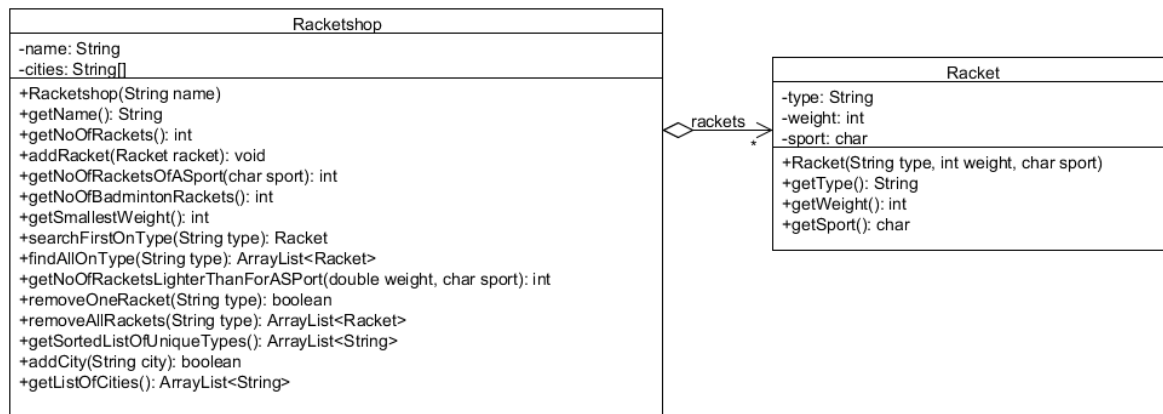 Racketshop
-name: String
-cities: String[]
+Racketshop(String name)
+getName(): String
+getNoOfRackets(): int
+addRacket(Racket racket): void
+getNoOfRacketsOfASport(char sport): int
+getNoOfBadmintonRackets(): int
+getSmallestWeight(): int
+searchFirstOnType(String type): Racket
+findAllOnType(String type): ArrayList<Racket>
+getNoOfRacketsLighterThanForASPort(double weight, char sport): int
+removeOneRacket(String type): boolean
+removeAllRackets(String type): ArrayList<Racket>
+getSortedListOfUniqueTypes(): ArrayList<String>
+addCity(String city): boolean
+getListOfCities(): ArrayList<String>
rackets
*
Racket
-type: String
-weight: int
-sport: char
+Racket(String type, int weight, char sport)
+getType(): String
+getWeight(): int
+getSport(): char